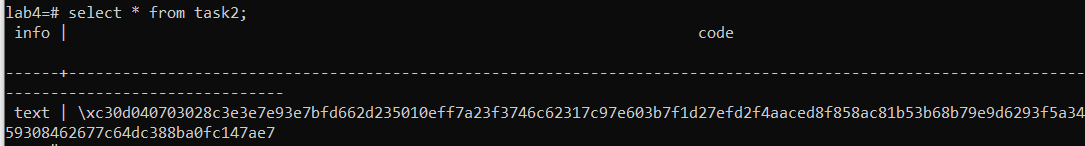 lab4=# select * from task2;
info | code
------+------------------------------------------------------------------------------------------------------
----------------------------
text | \xc30d040703028c3e3e7e93e7bfd662d235010eff7a23f3746c62317c97e603b7f1d27efd2f4aaced8f858ac81b53b68b79e9d6293f5a34
59308462677c64dc388ba0fc147ae7